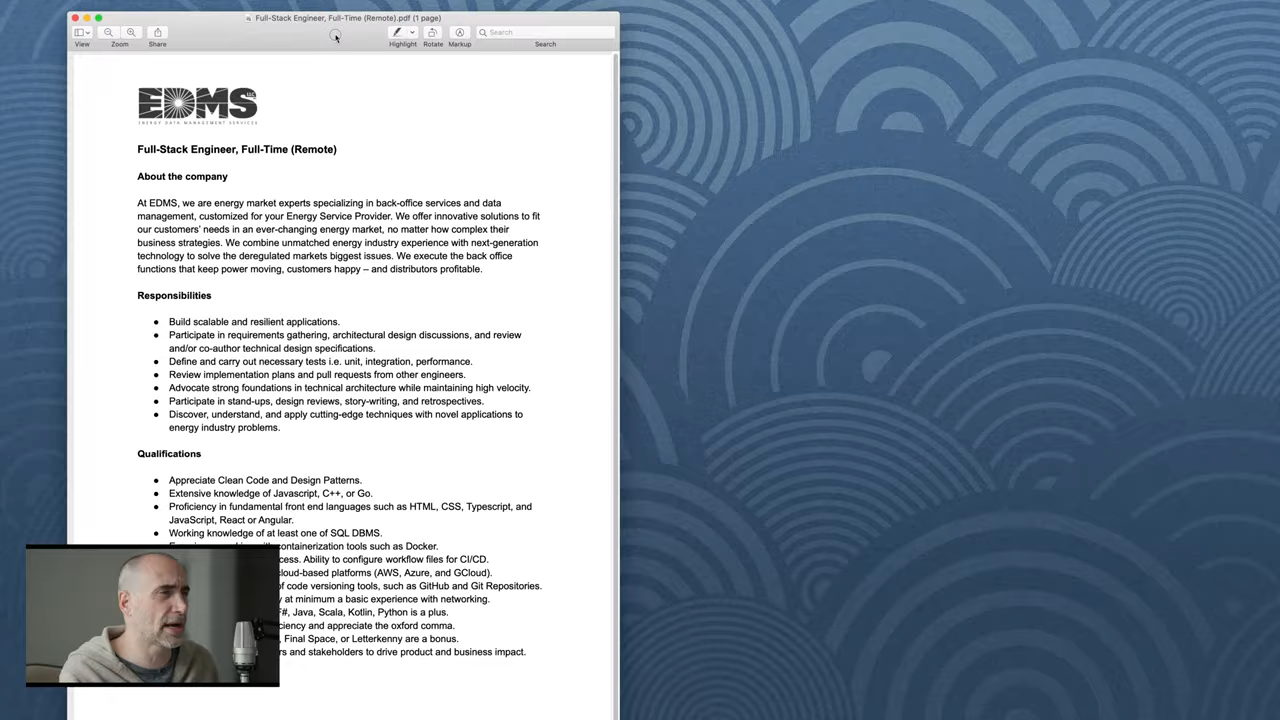 Full-Stack Engineer, Full-Time (Remote).pdf (1 page)
View
Zoom
Share
Highlight
Rotate
Markup
Search
Search
EDMS
ENERGY DATA MANAGEMENT SERVICES
Full-Stack Engineer, Full-Time (Remote)
About the company
At EDMS, we are energy market experts specializing in back-office services and data
management, customized for your Energy Service Provider. We offer innovative solutions to fit
our customers' needs in an ever-changing energy market, no matter how complex their
business strategies. We combine unmatched energy industry experience with next-generation
technology to solve the deregulated markets biggest issues. We execute the back office
functions that keep power moving, customers happy – and distributors profitable.
Responsibilities
● Build scalable and resilient applications.
● Participate in requirements gathering, architectural design discussions, and review
and/or co-author technical design specifications.
● Define and carry out necessary tests i.e. unit, integration, performance.
● Review implementation plans and pull requests from other engineers.
● Advocate strong foundations in technical architecture while maintaining high velocity.
● Participate in stand-ups, design reviews, story-writing, and retrospectives.
● Discover, understand, and apply cutting-edge techniques with novel applications to
energy industry problems.
Qualifications
● Appreciate Clean Code and Design Patterns.
● Extensive knowledge of Javascript, C++, or Go.
● Proficiency in fundamental front end languages such as HTML, CSS, Typescript, and
JavaScript, React or Angular.
● Working knowledge of at least one of SQL DBMS.
containerization tools such as Docker.
Ability to configure workflow files for CI/CD.
cloud-based platforms (AWS, Azure, and GCloud).
of code versioning tools, such as GitHub and Git Repositories.
at minimum a basic experience with networking.
Java, Scala, Kotlin, Python is a plus.
and appreciate the oxford comma.
Final Space, or Letterkenny are a bonus.
and stakeholders to drive product and business impact.